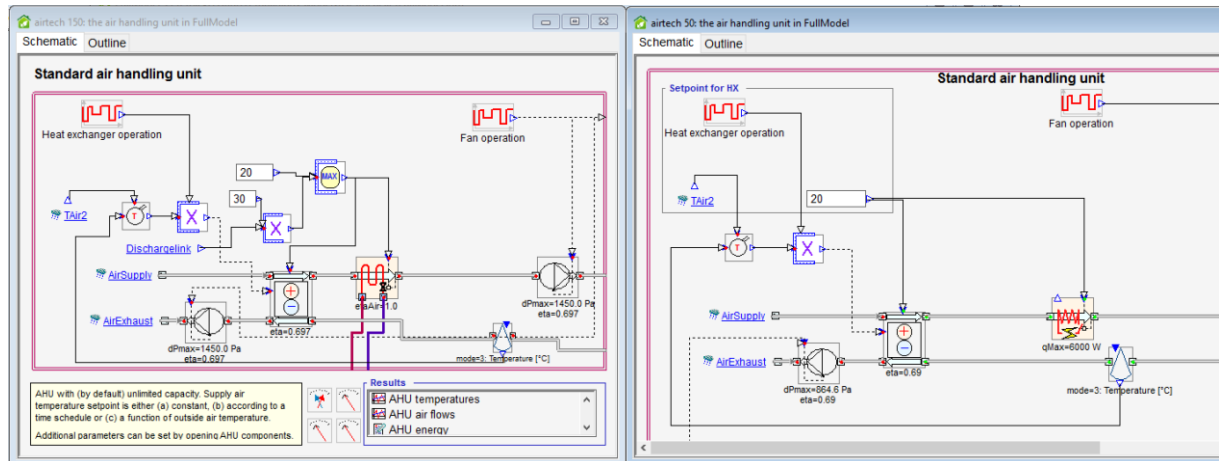 airtech 150: the air handling unit in FullModel
Schematic Outline
Standard air handling unit
Heat exchanger operation
Fan operation
20
MAX
30
TAir2
T
X
X
Dischargelink
AirSupply
etaAir=1.0
dPmax=1450.0 Pa
eta=0.697
AirExhaust
eta=0.697
dPmax=1450.0 Pa
eta=0.697
mode=3: Temperature [°C]
AHU with (by default) unlimited capacity. Supply air
temperature setpoint is either (a) constant, (b) according to a
time schedule or (c) a function of outside air temperature.
Additional parameters can be set by opening AHU components.
Results
AHU temperatures
AHU air flows
AHU energy
airtech 50: the air handling unit in FullModel
Schematic Outline
Standard air handling unit
Setpoint for HX
Heat exchanger operation
Fan operation
20
TAir2
T
X
AirSupply
qMax=6000 W
AirExhaust
eta=0.69
dPmax=864.6 Pa
eta=0.69
mode=3: Temperature [°C]